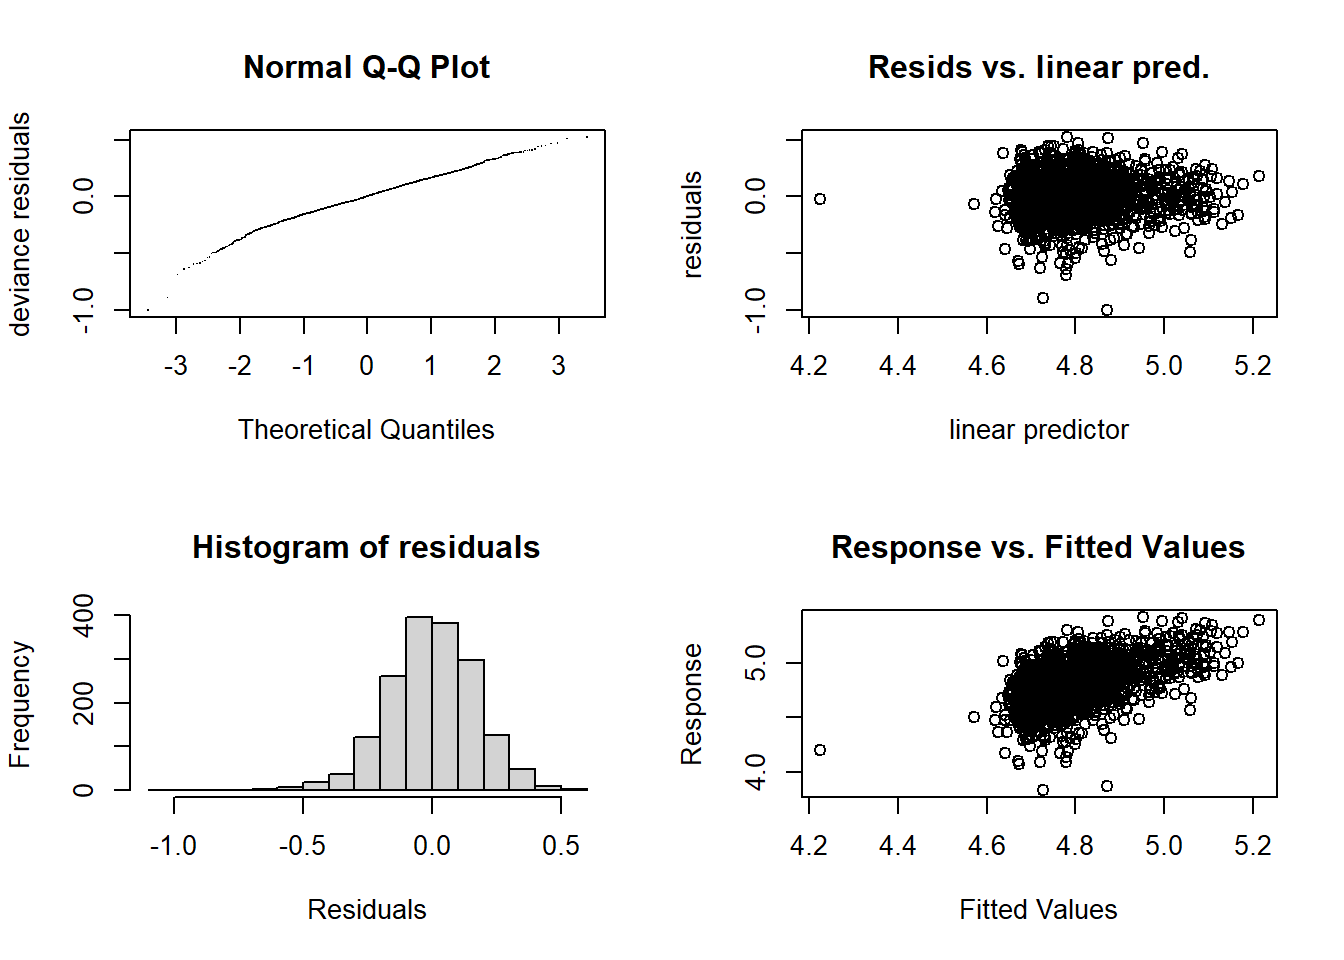 Normal Q-Q Plot
deviance residuals
0.0
-1.0
-3 -2 -1 0 1 2 3
Theoretical Quantiles
Resids vs. linear pred.
residuals
0.0
-1.0
4.2 4.4 4.6 4.8 5.0 5.2
linear predictor
Histogram of residuals
Frequency
400
200
0
-1.0 -0.5 0.0 0.5
Residuals
Response vs. Fitted Values
Response
5.0
4.0
4.2 4.4 4.6 4.8 5.0 5.2
Fitted Values